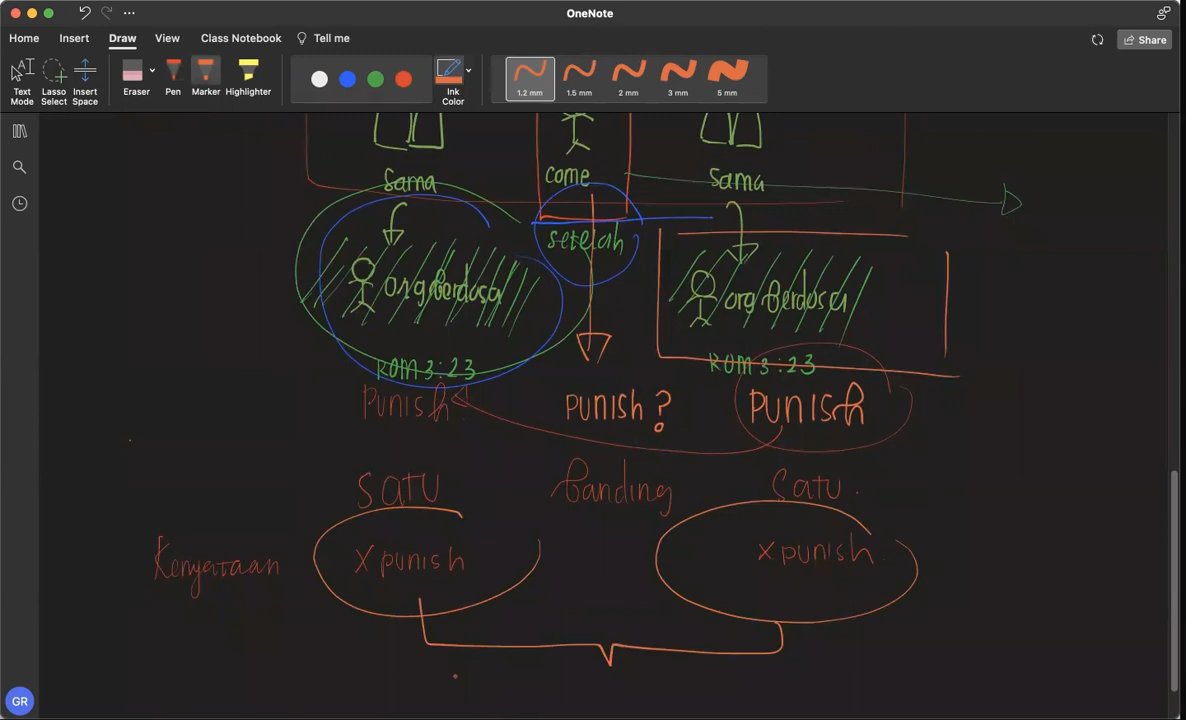 OneNote
Home Insert Draw View Class Notebook Tell me Share
Text Mode
Lasso Select
Insert Space
Eraser
Pen
Marker
Highlighter
Ink Color
1.2 mm 1.5 mm 2 mm 3 mm 5 mm
Sama come Sama
setelah
org Berdosa org Berdosa
ROM 3:23 ROM 3:23
Punish PUNISH? PUNISH
SATU Banding Satu.
Kenyataan X punish X punish
GR